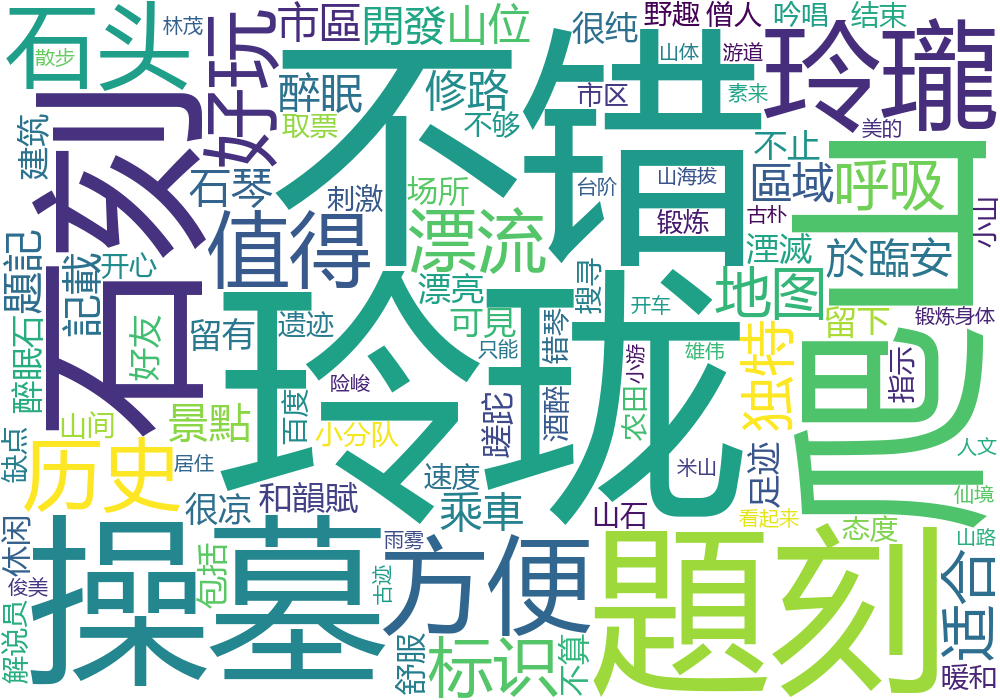 石头
林茂
散步
好玩
市區
開發
山位
很纯
野趣
僧人
吟唱
结束
山体
游道
玲瓏
不错
醉眠
修路
市区
素来
取票
不够
美的
建筑
石刻
不止
爬山
石琴
刺激
场所
台阶
山海拔
區域
呼吸
值得
漂流
锻炼
古朴
小山
題記
記載
开心
湮滅
於臨安
漂亮
搜寻
地图
开车
玲珑
留有
遗迹
可見
错琴
留下
锻炼身体
醉眠石
好友
只能
雄伟
小游
独特
指示
险峻
百度
酒醉
农田
蹉跎
山间
景點
小分队
缺点
历史
居住
速度
米山
足迹
人文
很凉
和韻賦
乘車
山石
看起来
仙境
态度
山路
休闲
操墓
雨雾
方便
題刻
适合
俊美
包括
古迹
解说员
舒服
标识
不算
暖和